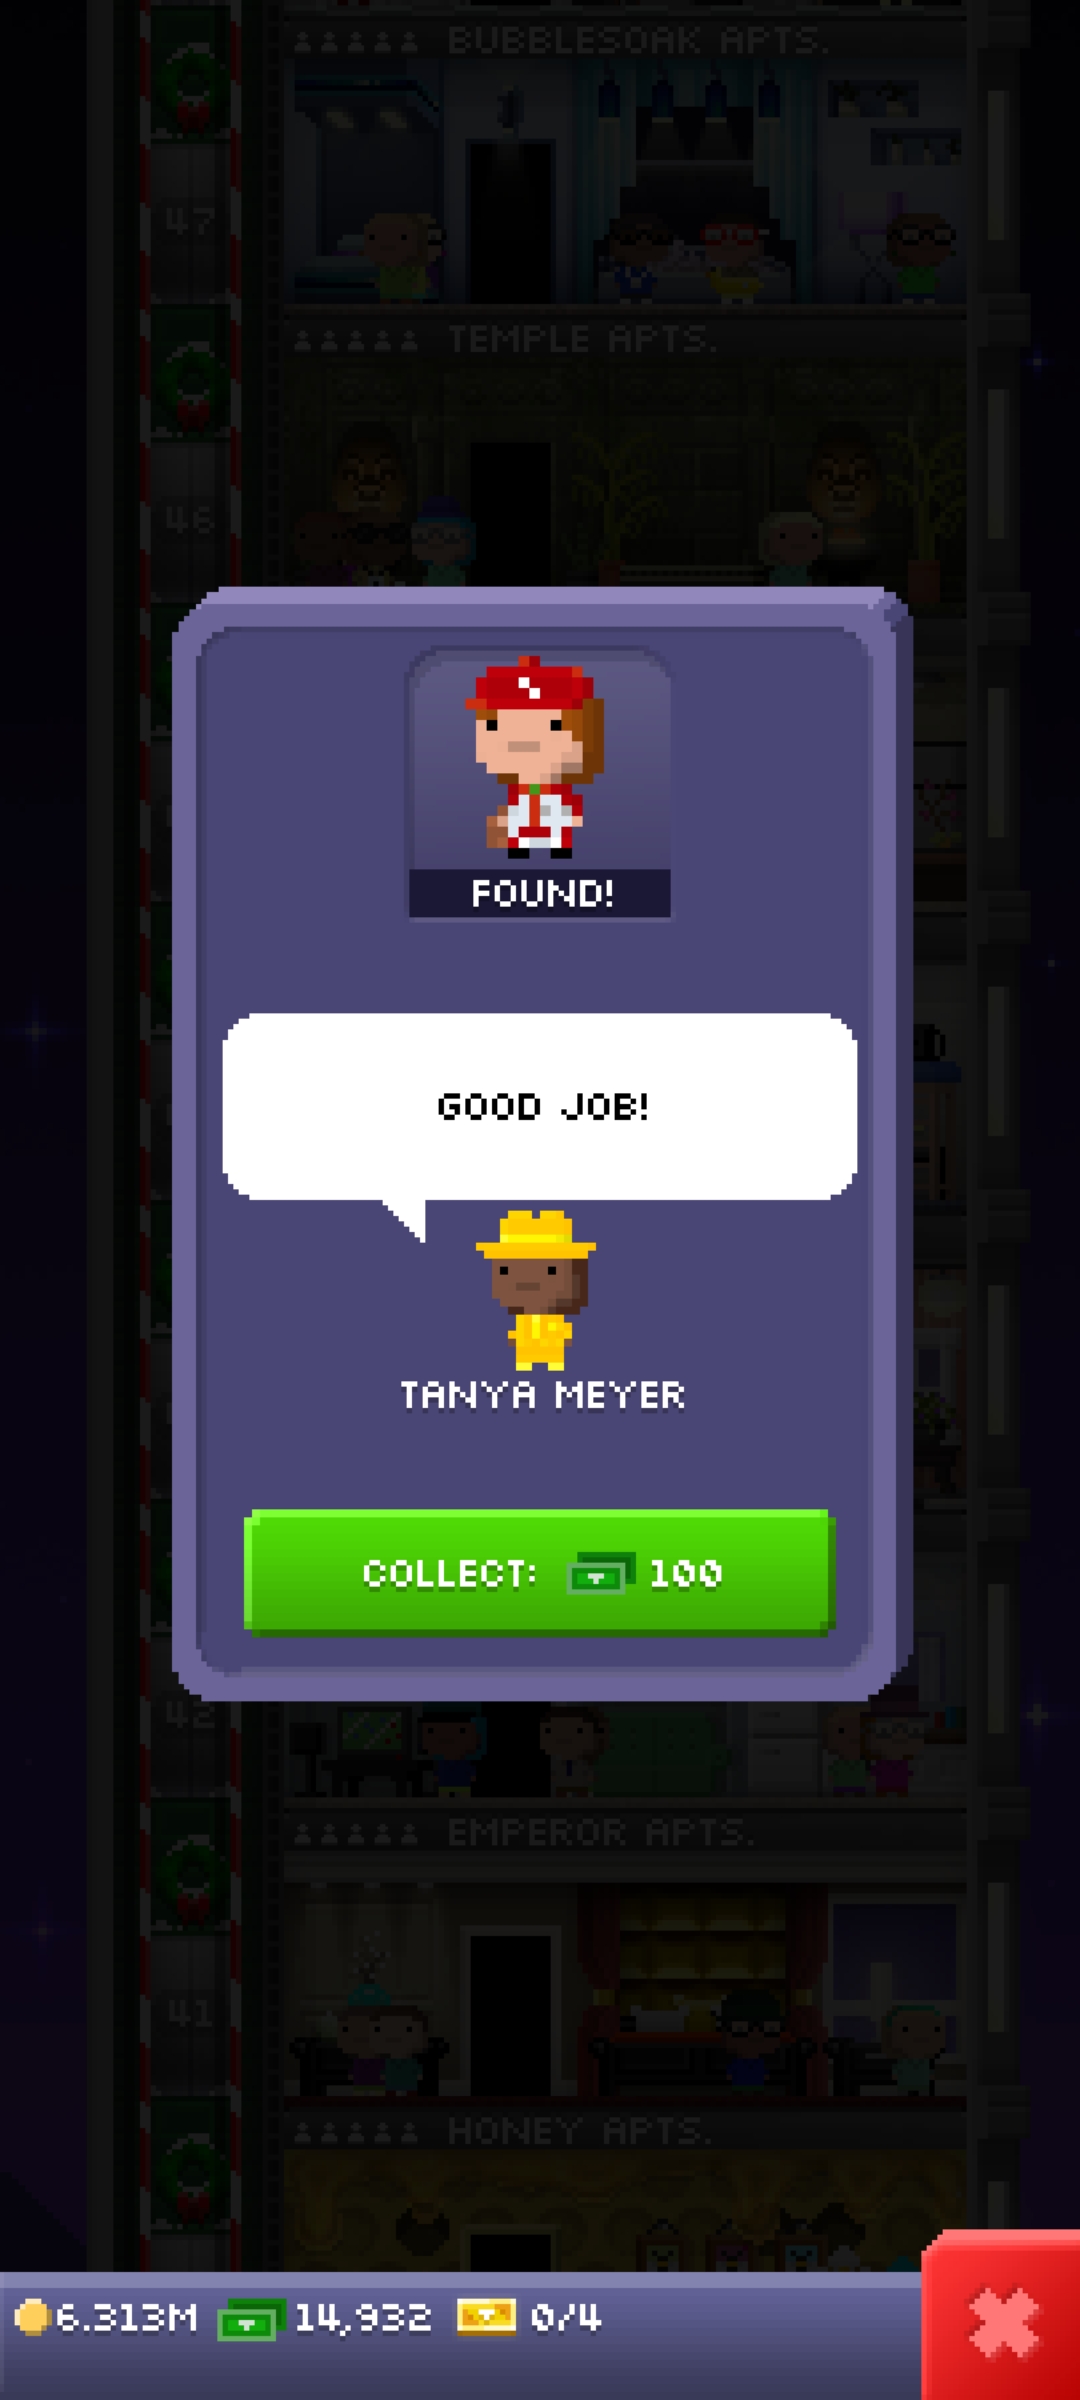 BUBBLESOAK APTS.
47
TEMPLE APTS.
46
FOUND!
GOOD JOB!
TANYA MEYER
COLLECT: 100
42
EMPEROR APTS.
41
HONEY APTS.
6.313M 14,932 0/4